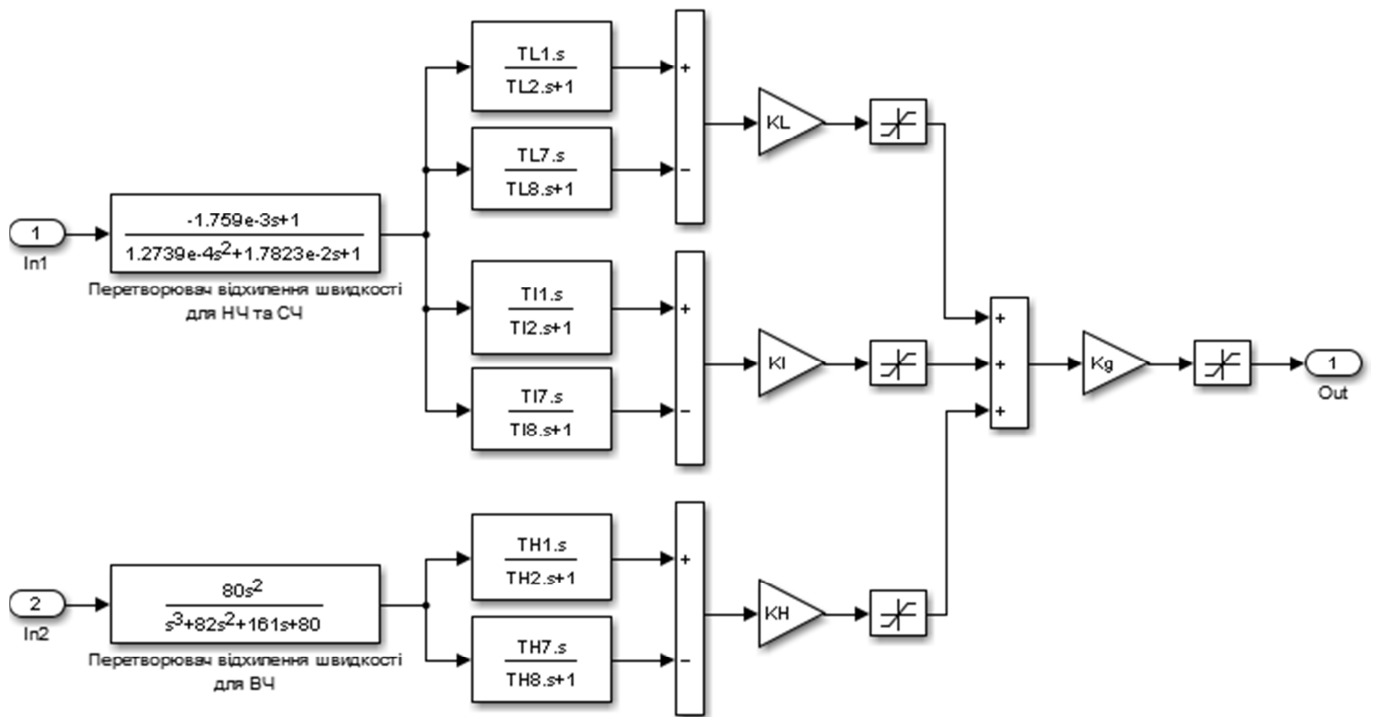 TL1.s
TL2.s+1
+
KL
TL7.s
TL8.s+1
−
1
In1
-1.759e-3s+1
1.2739e-4s²+1.7823e-2s+1
Перетворювач відхилення швидкості
для НЧ та СЧ
TI1.s
TI2.s+1
+
KI
TI7.s
TI8.s+1
−
+
+
+
Kg
1
Out
2
In2
80s²
s³+82s²+161s+80
Перетворювач відхилення швидкості
для ВЧ
TH1.s
TH2.s+1
+
KH
TH7.s
TH8.s+1
−